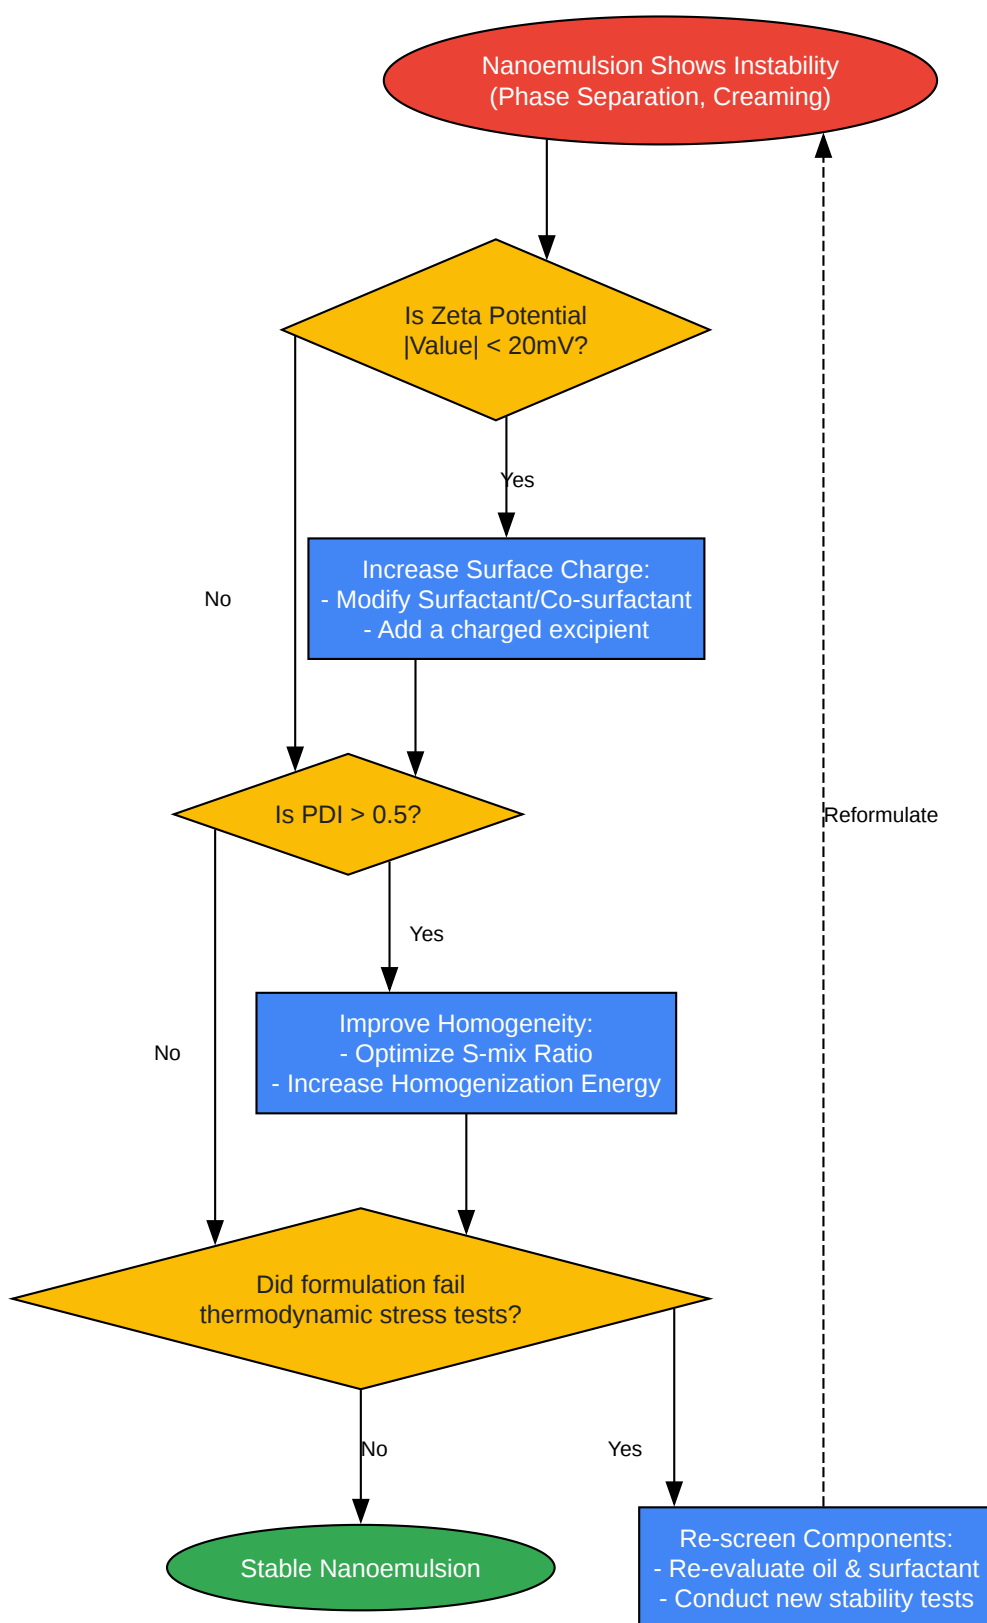 Nanoemulsion Shows Instability
(Phase Separation, Creaming)
Is Zeta Potential
|Value| < 20mV?
Yes
No
Increase Surface Charge:
- Modify Surfactant/Co-surfactant
- Add a charged excipient
Is PDI > 0.5?
Reformulate
Yes
No
Improve Homogeneity:
- Optimize S-mix Ratio
- Increase Homogenization Energy
Did formulation fail
thermodynamic stress tests?
No
Yes
Stable Nanoemulsion
Re-screen Components:
- Re-evaluate oil & surfactant
- Conduct new stability tests